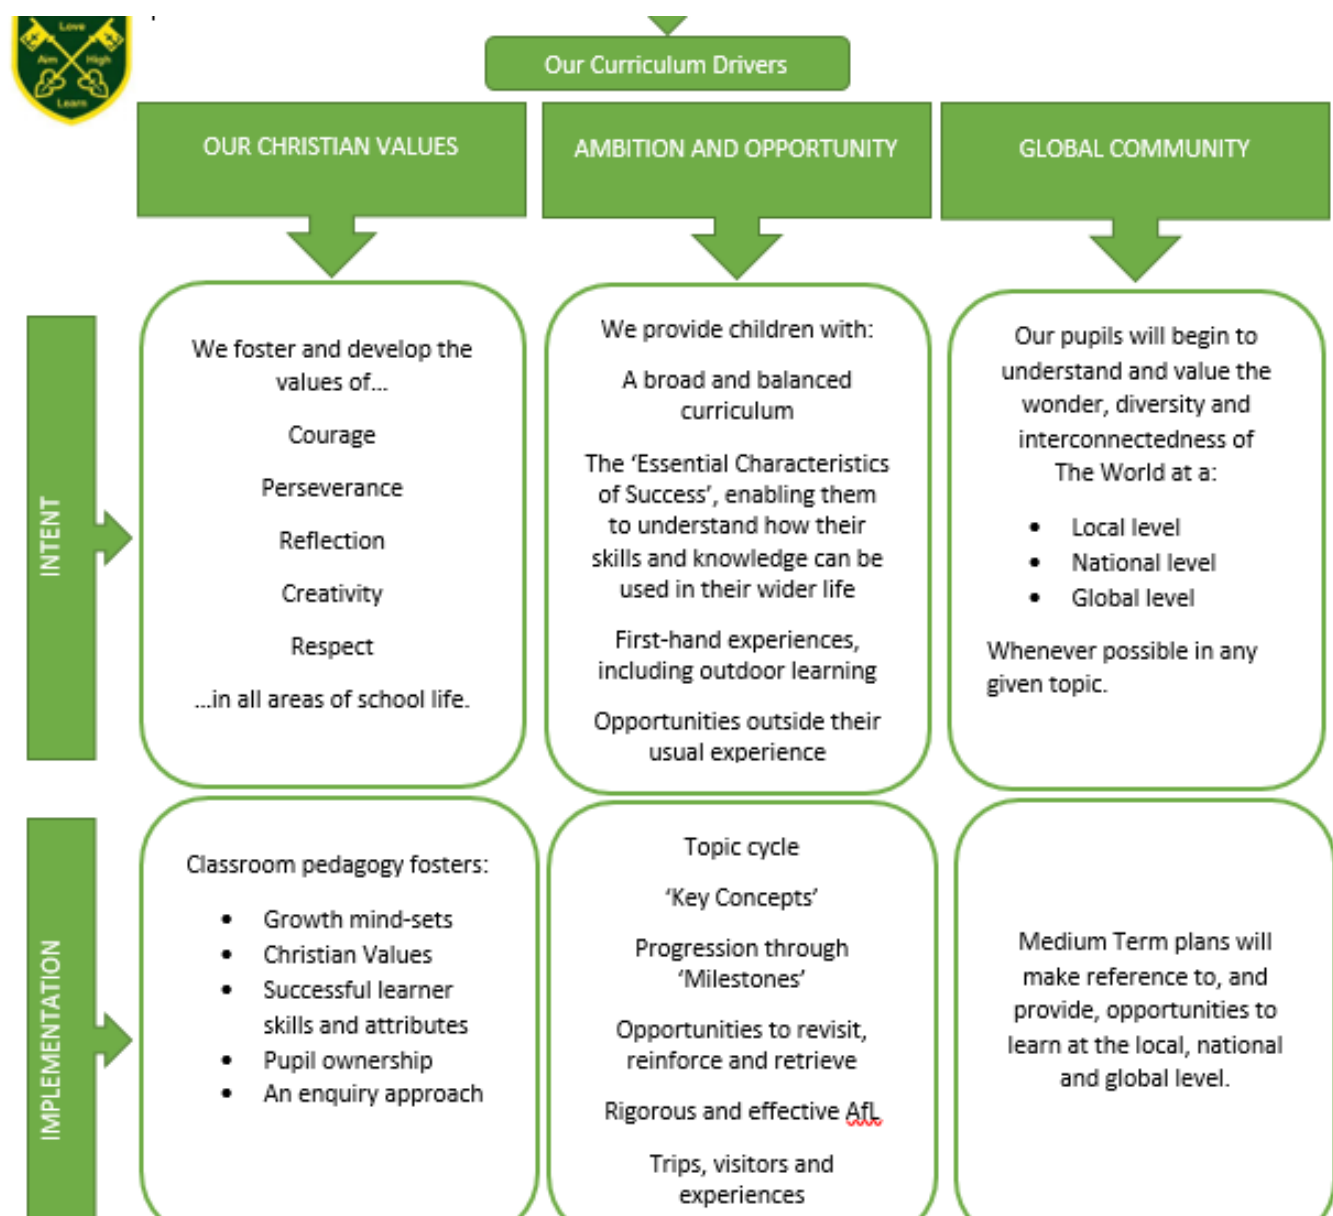 Love
Aim High
Learn
Our Curriculum Drivers
OUR CHRISTIAN VALUES
AMBITION AND OPPORTUNITY
GLOBAL COMMUNITY
INTENT
We foster and develop the
values of...
Courage
Perseverance
Reflection
Creativity
Respect
...in all areas of school life.
We provide children with:
A broad and balanced
curriculum
The ‘Essential Characteristics
of Success’, enabling them
to understand how their
skills and knowledge can be
used in their wider life
First-hand experiences,
including outdoor learning
Opportunities outside their
usual experience
Our pupils will begin to
understand and value the
wonder, diversity and
interconnectedness of
The World at a:
• Local level
• National level
• Global level
Whenever possible in any
given topic.
IMPLEMENTATION
Classroom pedagogy fosters:
• Growth mind-sets
• Christian Values
• Successful learner
skills and attributes
• Pupil ownership
• An enquiry approach
Topic cycle
‘Key Concepts’
Progression through
‘Milestones’
Opportunities to revisit,
reinforce and retrieve
Rigorous and effective AfL
Trips, visitors and
experiences
Medium Term plans will
make reference to, and
provide, opportunities to
learn at the local, national
and global level.